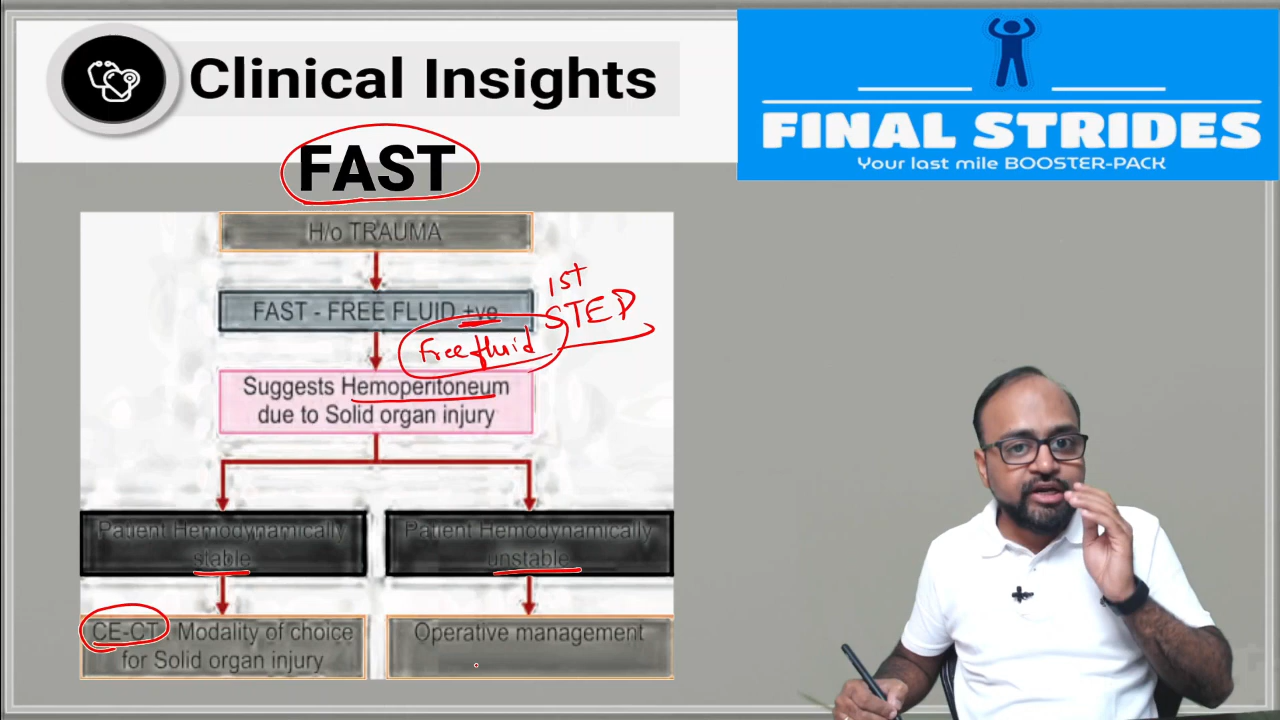 Clinical Insights
FINAL STRIDES
Your last mile BOOSTER-PACK
FAST
H/o TRAUMA
FAST - FREE FLUID +ve
1st
STEP
Free fluid
Suggests Hemoperitoneum
due to Solid organ injury
Patient Hemodynamically
stable
Patient Hemodynamically
unstable
CE-CT : Modality of choice
for Solid organ injury
Operative management